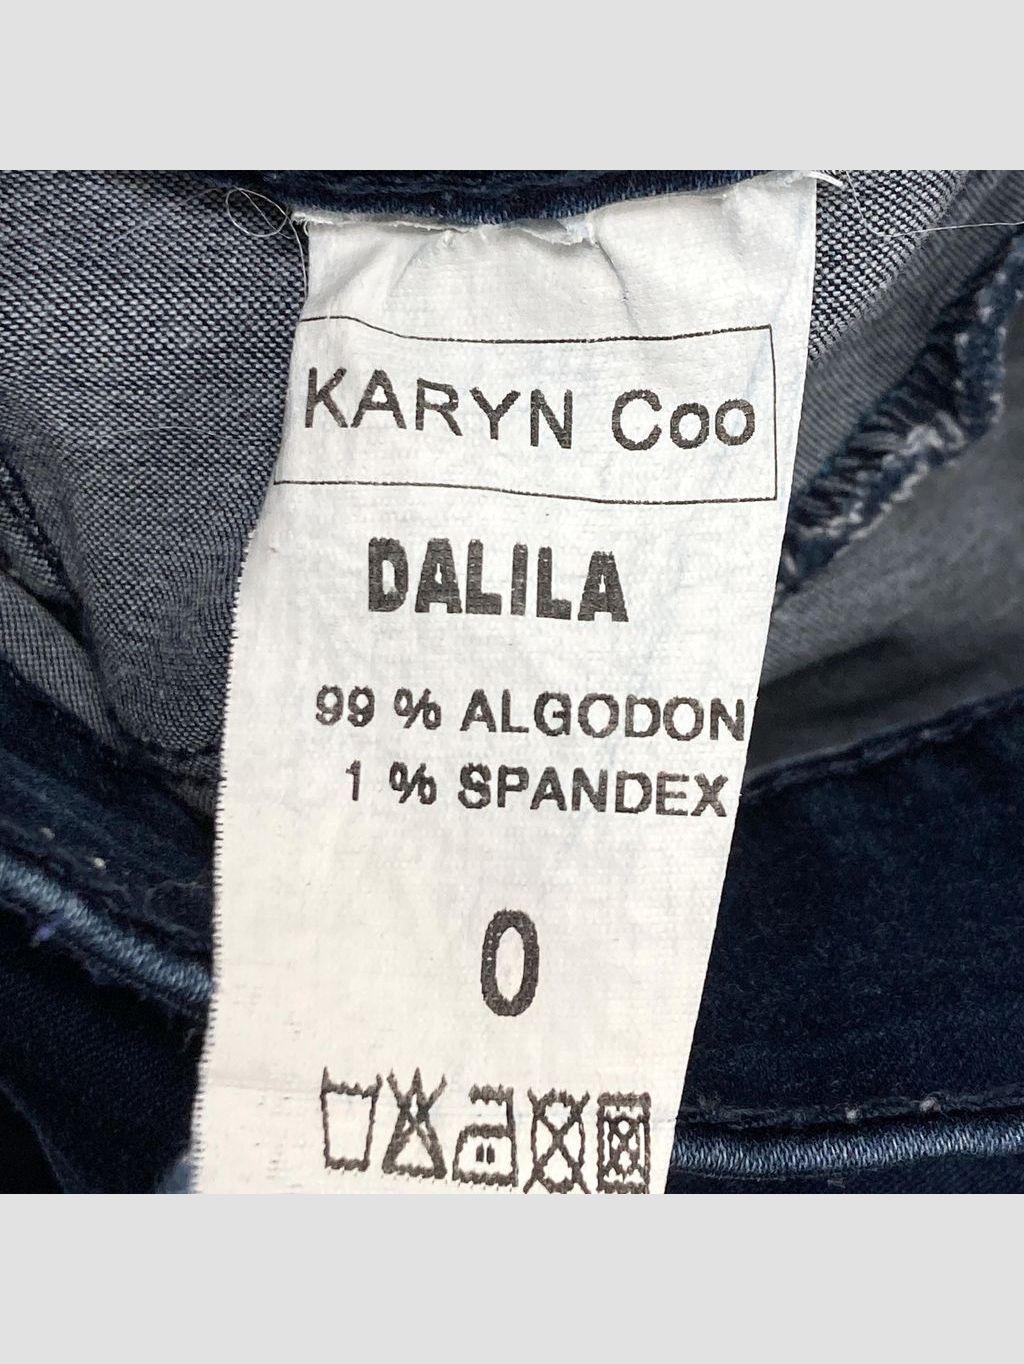 KARYN Coo
DALILA
99 % ALGODON
1 % SPANDEX
0